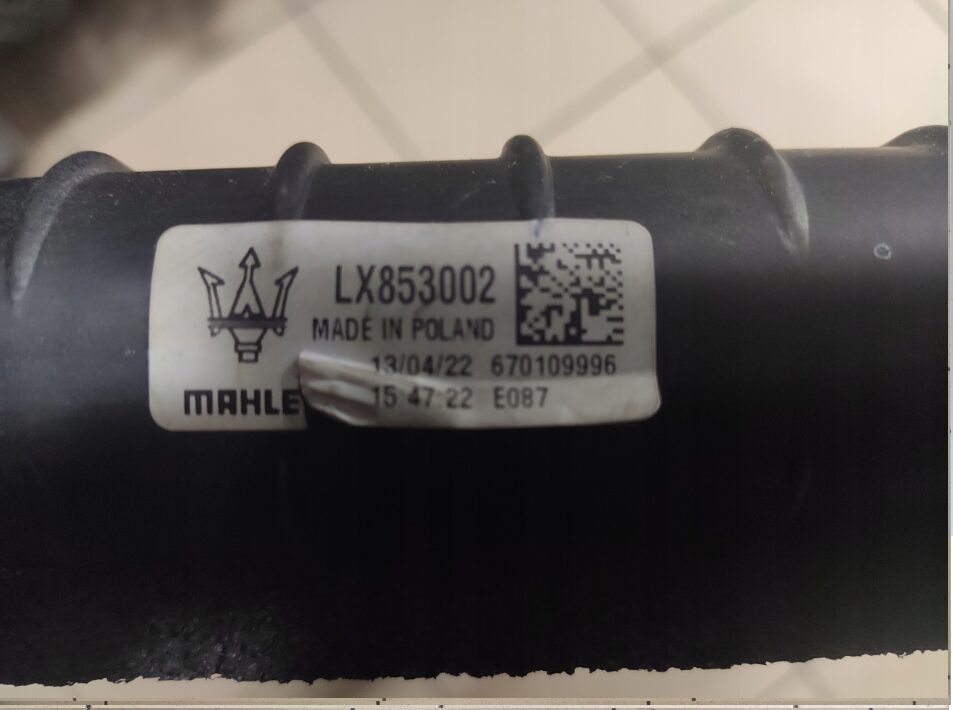 LX853002
MADE IN POLAND
13/04/22 670109996
15:47:22 E087
MAHLE